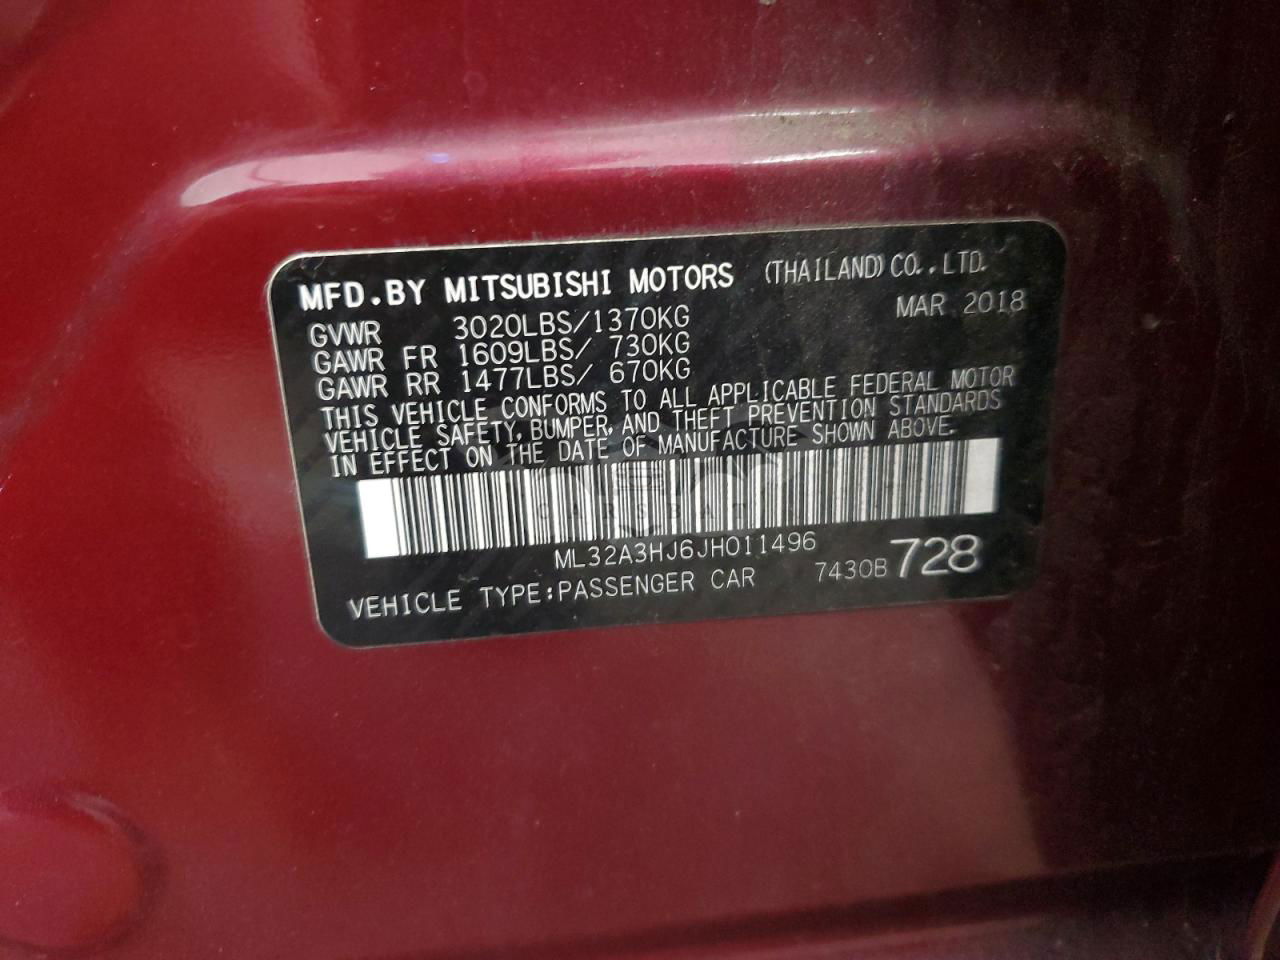 MFD.BY MITSUBISHI MOTORS (THAILAND) CO.,LTD.
GVWR 3020LBS/1370KG MAR 2018
GAWR FR 1609LBS/ 730KG
GAWR RR 1477LBS/ 670KG
THIS VEHICLE CONFORMS TO ALL APPLICABLE FEDERAL MOTOR
VEHICLE SAFETY, BUMPER, AND THEFT PREVENTION STANDARDS
IN EFFECT ON THE DATE OF MANUFACTURE SHOWN ABOVE.
ML32A3HJ6JH011496
VEHICLE TYPE:PASSENGER CAR 7430B 728